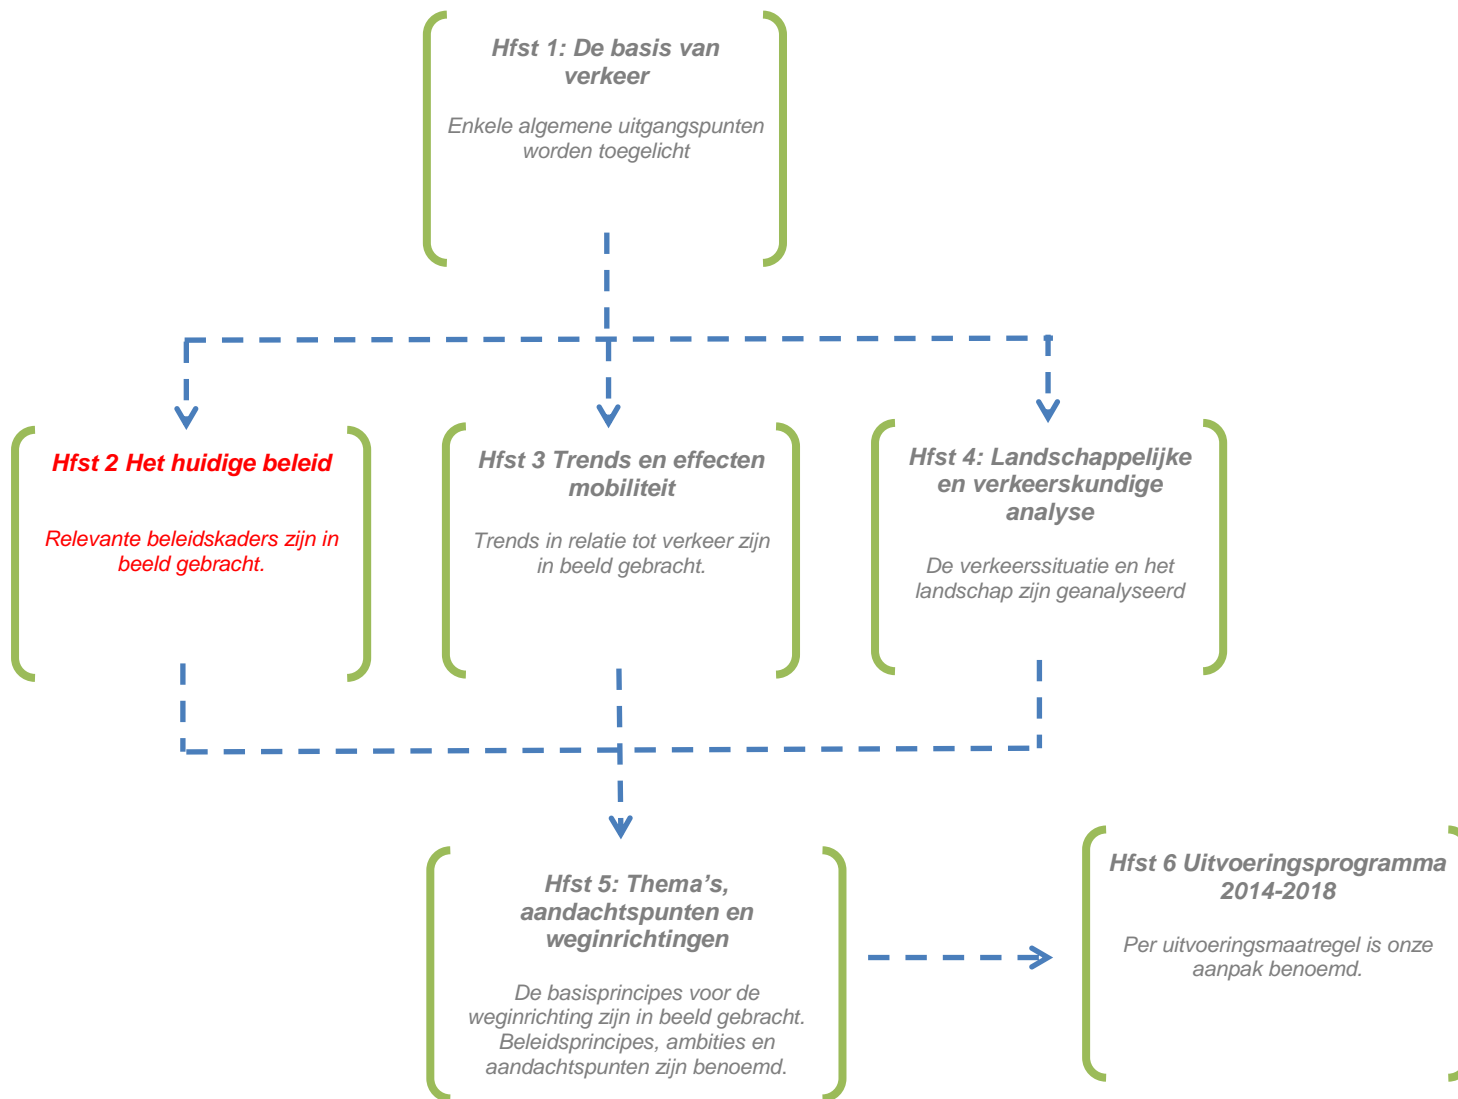 Hfst 1: De basis van
verkeer
Enkele algemene uitgangspunten
worden toegelicht
Hfst 2 Het huidige beleid
Relevante beleidskaders zijn in
beeld gebracht.
Hfst 3 Trends en effecten
mobiliteit
Trends in relatie tot verkeer zijn
in beeld gebracht.
Hfst 4: Landschappelijke
en verkeerskundige
analyse
De verkeerssituatie en het
landschap zijn geanalyseerd
Hfst 5: Thema’s,
aandachtspunten en
weginrichtingen
De basisprincipes voor de
weginrichting zijn in beeld gebracht.
Beleidsprincipes, ambities en
aandachtspunten zijn benoemd.
Hfst 6 Uitvoeringsprogramma
2014-2018
Per uitvoeringsmaatregel is onze
aanpak benoemd.